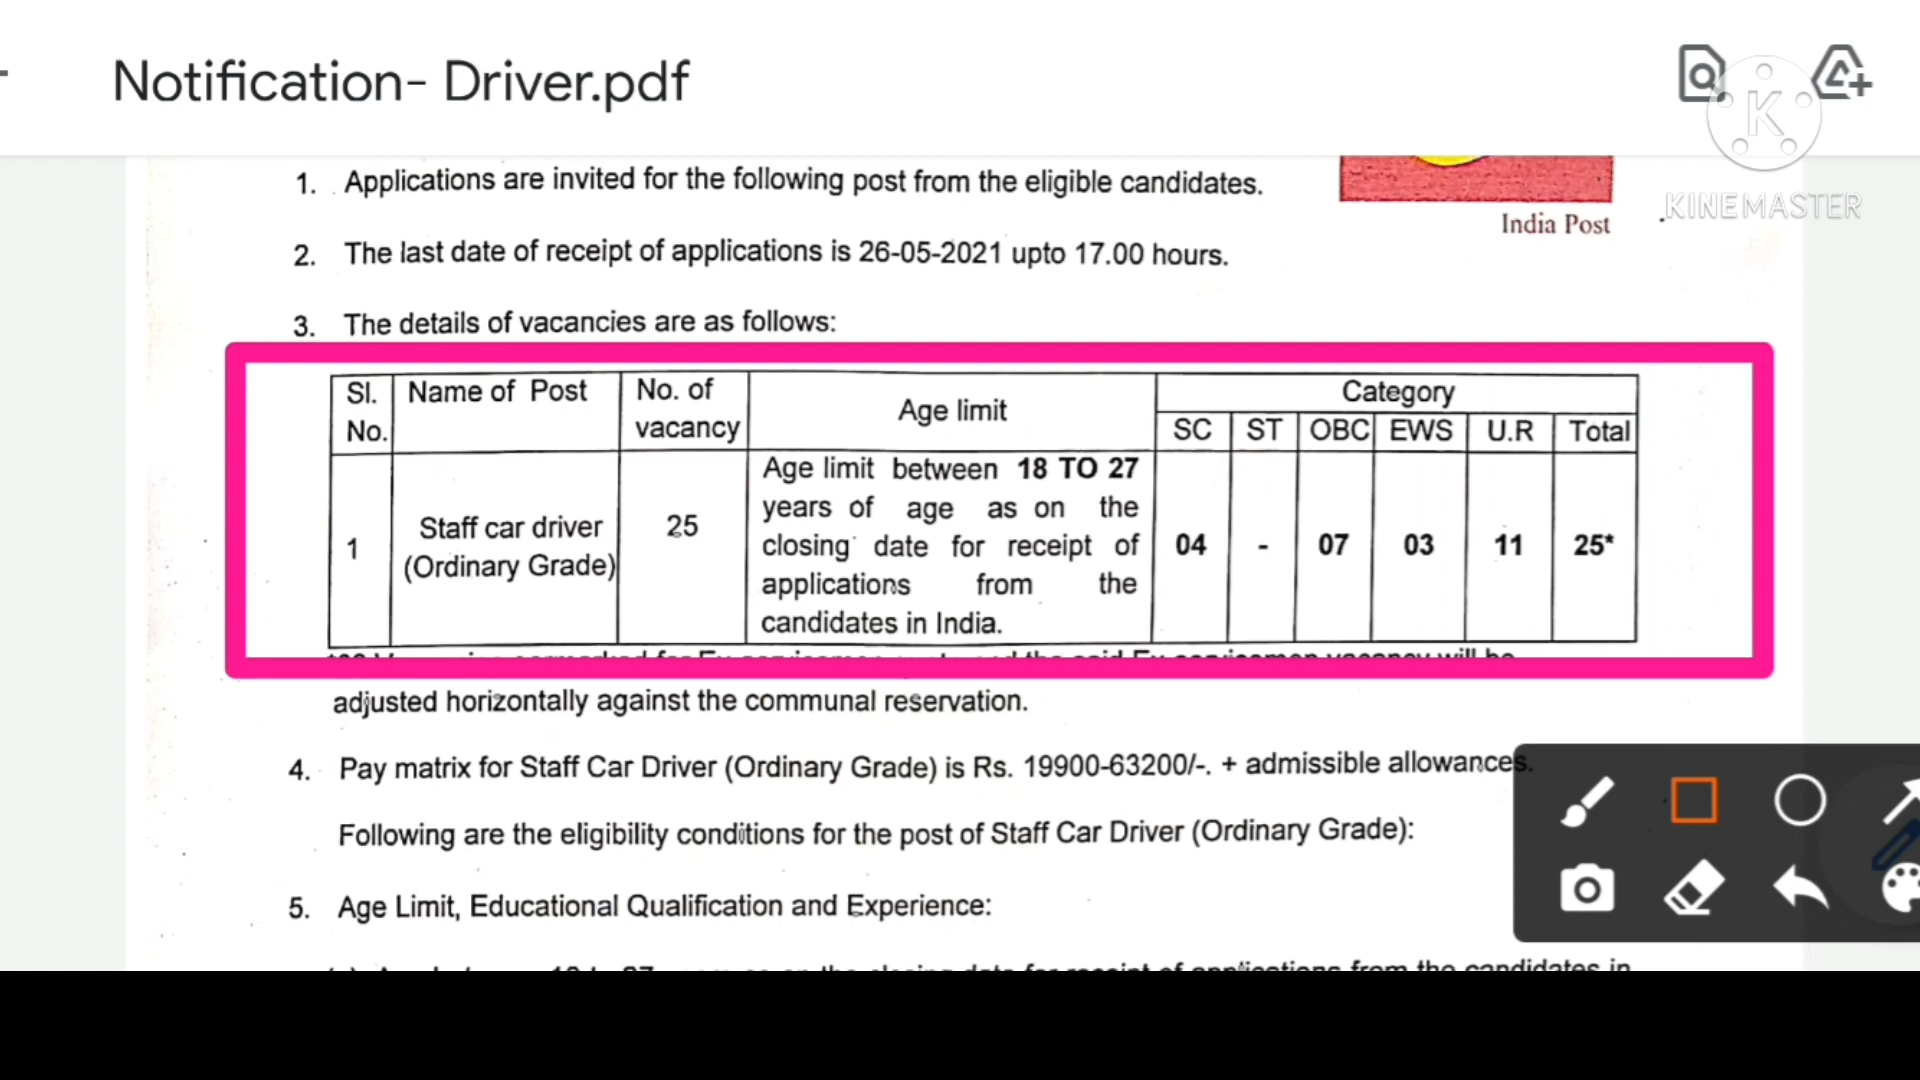 Notification- Driver.pdf
KINEMASTER
India Post
1. Applications are invited for the following post from the eligible candidates.
2. The last date of receipt of applications is 26-05-2021 upto 17.00 hours.
3. The details of vacancies are as follows:
Sl. No. Name of Post No. of vacancy Age limit Category
SC ST OBC EWS U.R Total
1 Staff car driver (Ordinary Grade) 25
Age limit between 18 TO 27
years of age as on the
closing date for receipt of
applications from the
candidates in India.
04 - 07 03 11 25*
adjusted horizontally against the communal reservation.
4. Pay matrix for Staff Car Driver (Ordinary Grade) is Rs. 19900-63200/-. + admissible allowances.
Following are the eligibility conditions for the post of Staff Car Driver (Ordinary Grade):
5. Age Limit, Educational Qualification and Experience: